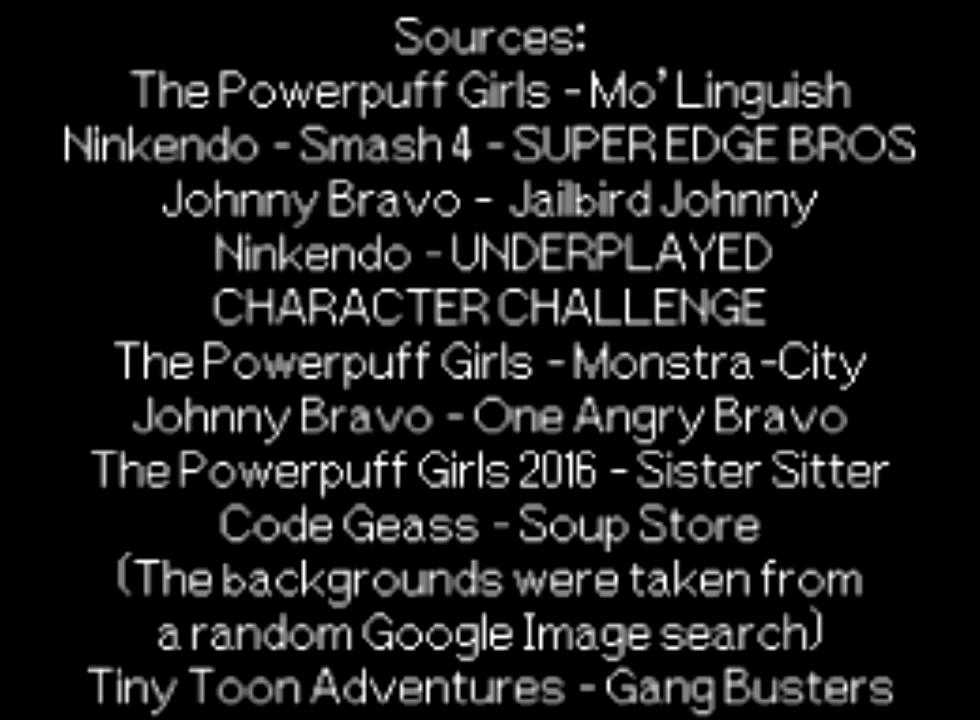 Sources:
The Powerpuff Girls - Mo' Linguish
Ninkendo - Smash 4 - SUPER EDGE BROS
Johnny Bravo - Jailbird Johnny
Ninkendo - UNDERPLAYED
CHARACTER CHALLENGE
The Powerpuff Girls - Monstra-City
Johnny Bravo - One Angry Bravo
The Powerpuff Girls 2016 - Sister Sitter
Code Geass - Soup Store
(The backgrounds were taken from
a random Google Image search)
Tiny Toon Adventures - Gang Busters